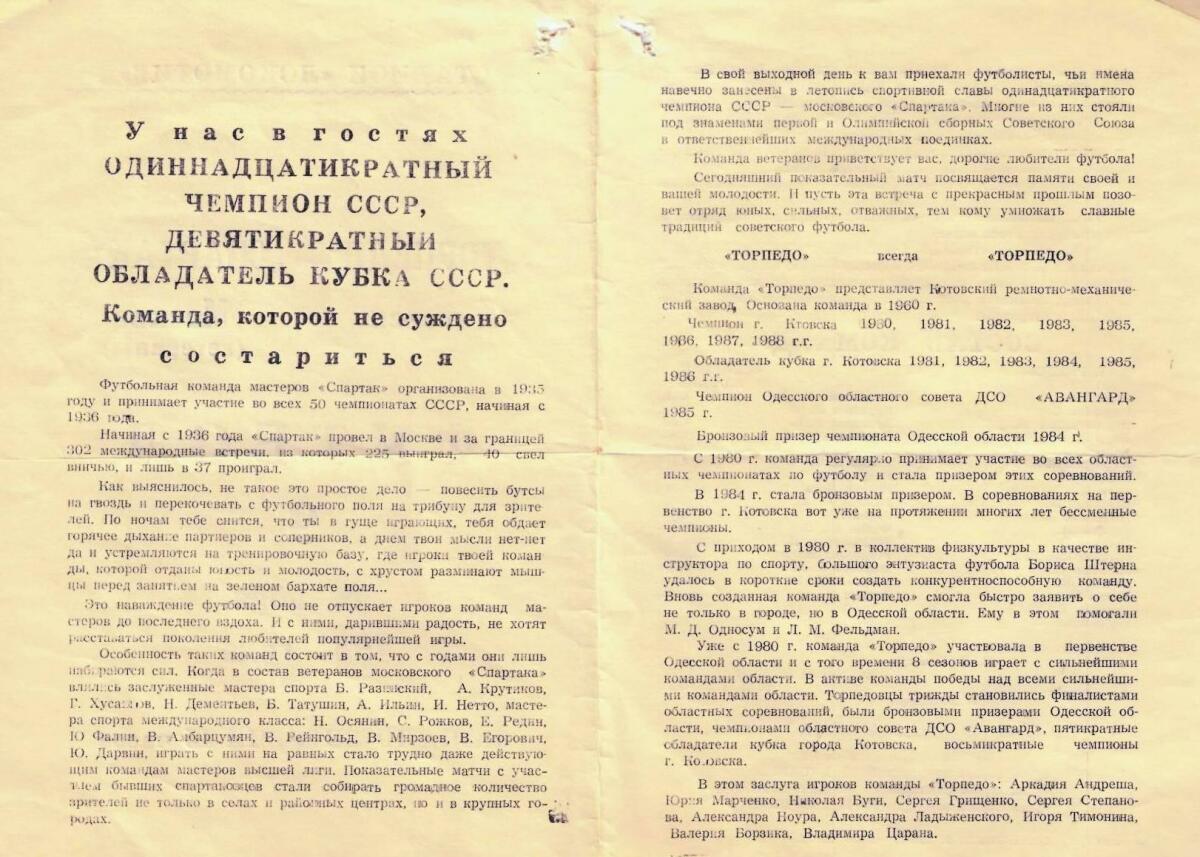 У нас в гостях
ОДИННАДЦАТИКРАТНЫЙ
ЧЕМПИОН СССР,
ДЕВЯТИКРАТНЫЙ
ОБЛАДАТЕЛЬ КУБКА СССР.
Команда, которой не суждено
состариться
Футбольная команда мастеров «Спартак» организована в 1935
году и принимает участие во всех 50 чемпионатах СССР, начиная с
1936 года.
Начиная с 1936 года «Спартак» провел в Москве и за границей
302 международные встречи, из которых 225 выиграл, 40 свел
вничью, и лишь в 37 проиграл.
Как выяснилось, не такое это простое дело — повесить бутсы
на гвоздь и перекочевать с футбольного поля на трибуну для зрите-
лей. По ночам тебе снится, что ты в гуще играющих, тебя обдает
горячее дыхание партнеров и соперников, а днем твои мысли нет-нет
да и устремляются на тренировочную базу, где игроки твоей коман
ды, которой отданы юность и молодость, с хрустом разминают мыш-
цы перед занятием на зеленом бархате поля...
Это наваждение футбола! Оно не отпускает игроков команд ма-
стеров до последнего вздоха. И с ними, дарившими радость, не хотят
расставаться поколения любителей популярнейшей игры.
Особенность таких команд состоит в том, что с годами они лишь
набираются сил. Когда в состав ветеранов московского «Спартака»
влились заслуженные мастера спорта Б. Разинский, А. Крутиков,
Г. Хусаинов, Н. Дементьев, Б. Татушин, А. Ильин, И. Нетто, масте-
ра спорта международного класса: Н. Осянин, С. Рожков, Е. Редин,
Ю Фалин, В. Амбарцумян, В. Рейнгольд, В. Мирзоев, В. Егорович,
Ю. Дарвин, играть с ними на равных стало трудно даже действую-
щим командам мастеров высшей лиги. Показательные матчи с учас-
тием бывших спартаковцев стали собирать громадное количество
зрителей не только в селах и районных центрах, но и в крупных го-
родах.
В свой выходной день к вам приехали футболисты, чьи имена
навечно занесены в летопись спортивной славы одинадцатикратного
чемпиона СССР — московского «Спартака». Многие из них стояли
под знаменами первой и Олимпийской сборных Советского Союза
в ответственнейших международных поединках.
Команда ветеранов приветствует вас, дорогие любители футбола!
Сегодняшний показательный матч посвящается памяти своей и
вашей молодости. И пусть эта встреча с прекрасным прошлым позо-
вет отряд юных, сильных, отважных, тем кому умножать славные
традиций советского футбола.
«ТОРПЕДО» всегда «ТОРПЕДО»
Команда «Торпедо» представляет Котовский ремнотно-механиче-
ский завод, Основана команда в 1960 г.
Чемпион г. Ктовска 1980, 1981, 1982, 1983, 1985,
1986, 1987, 1988 г.г.
Обладатель кубка г. Котовска 1981, 1982, 1983, 1984, 1985,
1986 г.г.
Чемпион Одесского областного совета ДСО «АВАНГАРД»
1985 г.
Бронзовый призер чемпионата Одесской области 1984 г.
С 1980 г. команда регулярно принимает участие во всех област-
ных чемпионатах по футболу и стала призером этих соревнований.
В 1984 г. стала бронзовым призером. В соревнованиях на пер-
венство г. Котовска вот уже на протяжении многих лет бессменные
чемпионы.
С приходом в 1980 г. в коллектив физкультуры в качестве ин-
структора по спорту, большого энтузиаста футбола Бориса Штерна
удалось в короткие сроки создать конкурентноспособную команду.
Вновь созданная команда «Торпедо» смогла быстро заявить о себе
не только в городе, но в Одесской области. Ему в этом помогали
М. Д. Односум и Л. М. Фельдман.
Уже с 1980 г. команда «Торпедо» участвовала в первенстве
Одесской области и с того времени 8 сезонов играет с сильнейшими
командами области. В активе команды победы над всеми сильнейши-
ми командами области. Торпедовцы трижды становились финалистами
областных соревнований, были бронзовыми призерами Одесской об-
ласти, чемпионами областного совета ДСО «Авангард», пятикратные
обладатели кубка города Котовска, восьмикратные чемпионы
г. Котовска.
В этом заслуга игроков команды «Торпедо»: Аркадия Андреша,
Юрия Марченко, Николая Буги, Сергея Грищенко, Сергея Степано-
ва, Александра Ноура, Александра Ладыженского, Игоря Тимонина,
Валерия Борзика, Владимира Царана.